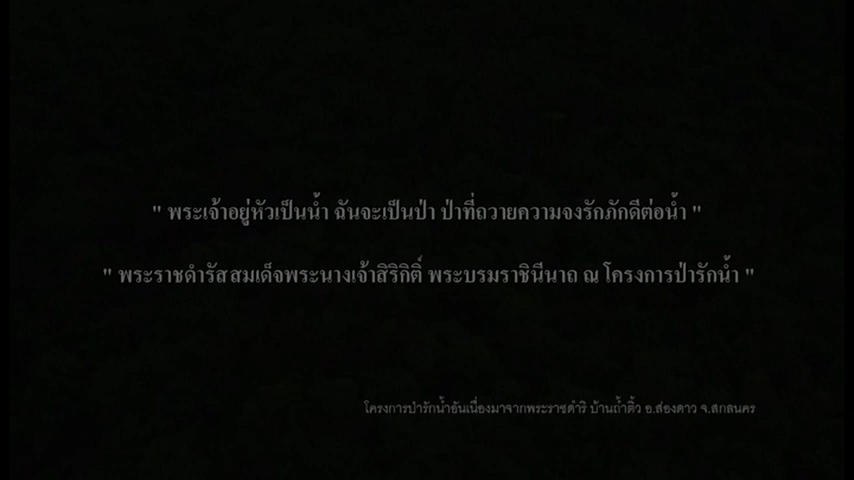 " พระเจ้าอยู่หัวเป็นน้ำ ฉันจะเป็นป่า ป่าที่ถวายความจงรักภักดีต่อน้ำ "
" พระราชดำรัสสมเด็จพระนางเจ้าสิริกิติ์ พระบรมราชินีนาถ ณ โครงการป่ารักน้ำ "
โครงการป่ารักน้ำอันเนื่องมาจากพระราชดำริ บ้านถ้ำติ้ว อ.ส่องดาว จ.สกลนคร